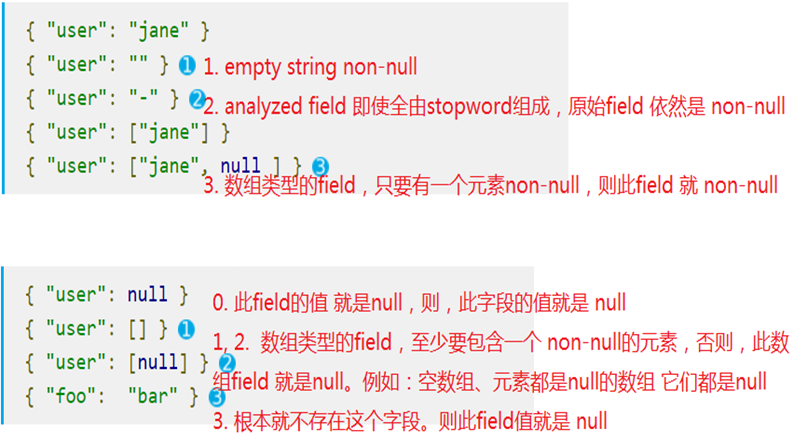 { "user": "jane" }
{ "user": "" } 1 1. empty string non-null
{ "user": "-" } 2 2. analyzed field 即使全由stopword组成，原始field 依然是 non-null
{ "user": ["jane"] }
{ "user": ["jane", null ] } 3
3. 数组类型的field，只要有一个元素non-null，则此field 就 non-null
{ "user": null } 0. 此field的值 就是null，则，此字段的值就是 null
{ "user": [] } 1 1, 2. 数组类型的field，至少要包含一个 non-null的元素，否则，此数
{ "user": [null] } 2 组field 就是null。例如：空数组、元素都是null的数组 它们都是null
{ "foo": "bar" } 3 3. 根本就不存在这个字段。则此field值就是 null